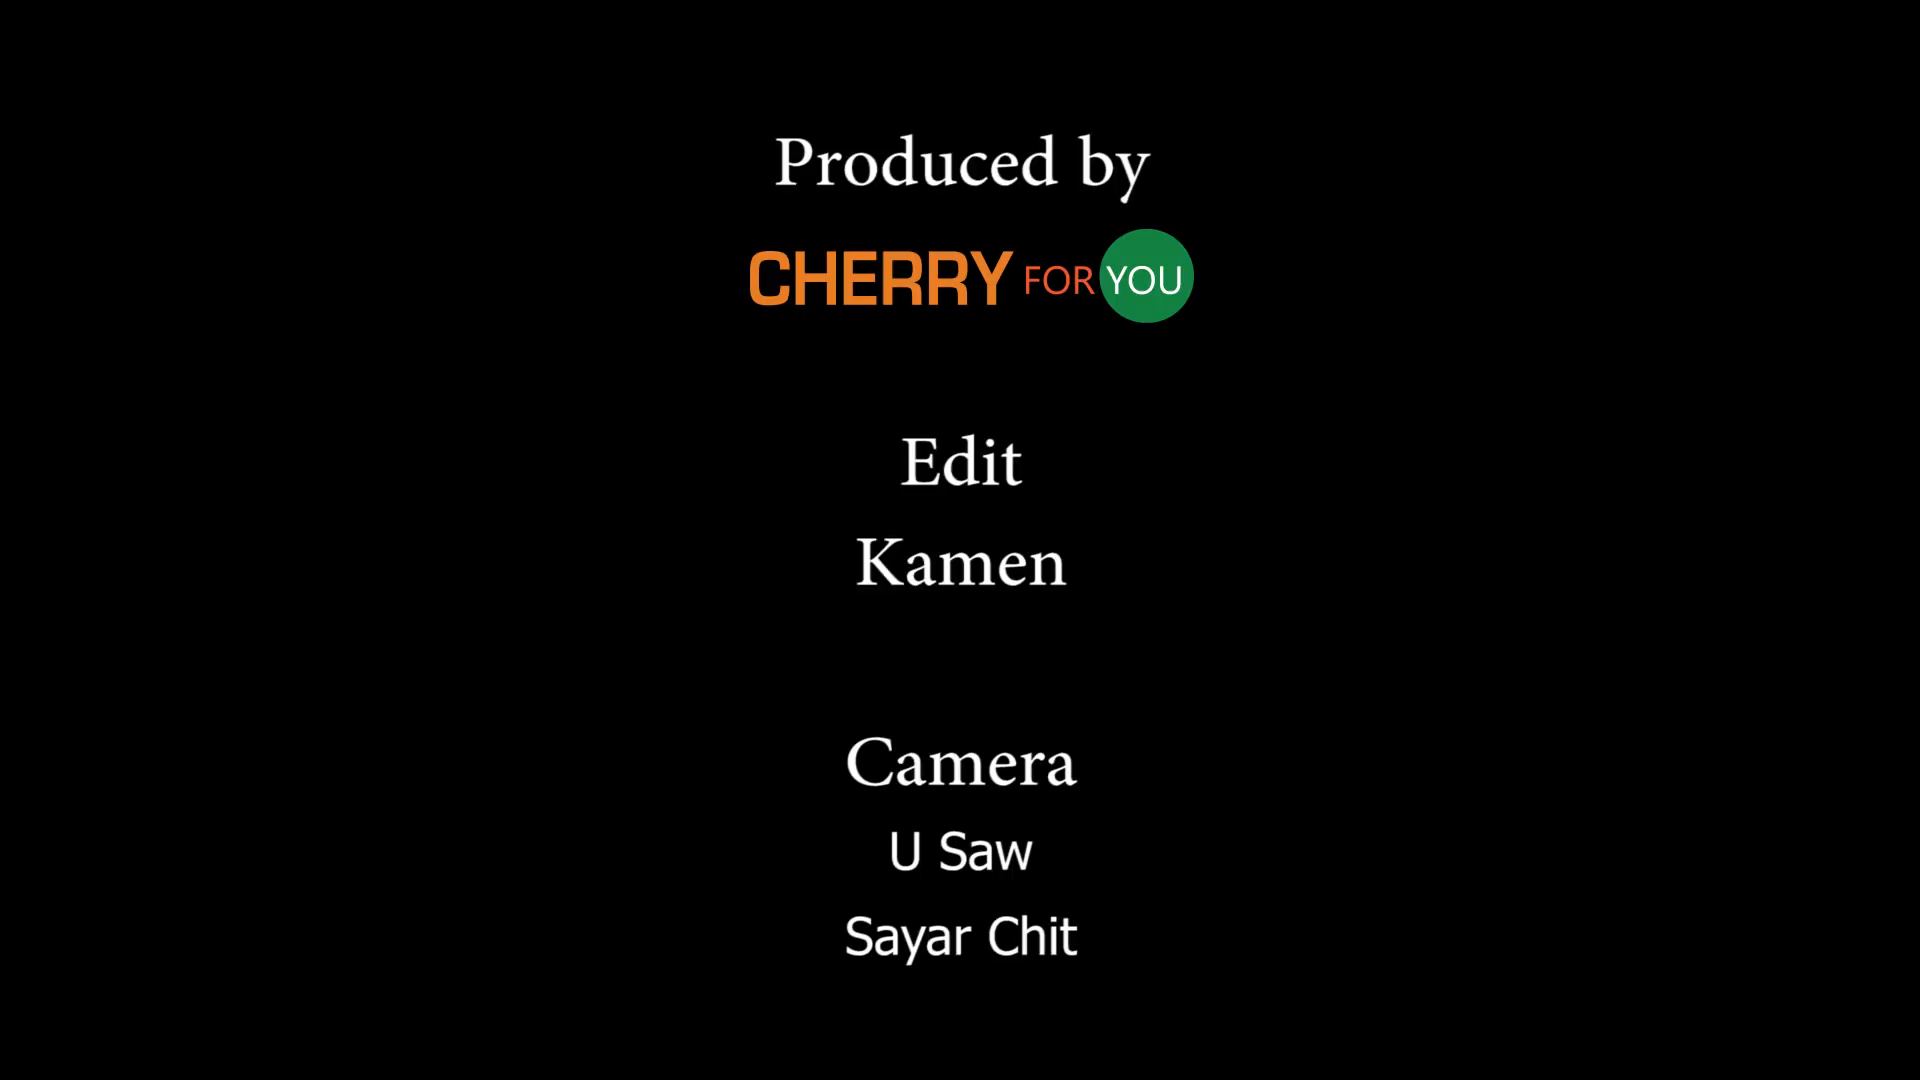 Produced by
CHERRY FOR YOU
Edit
Kamen
Camera
U Saw
Sayar Chit